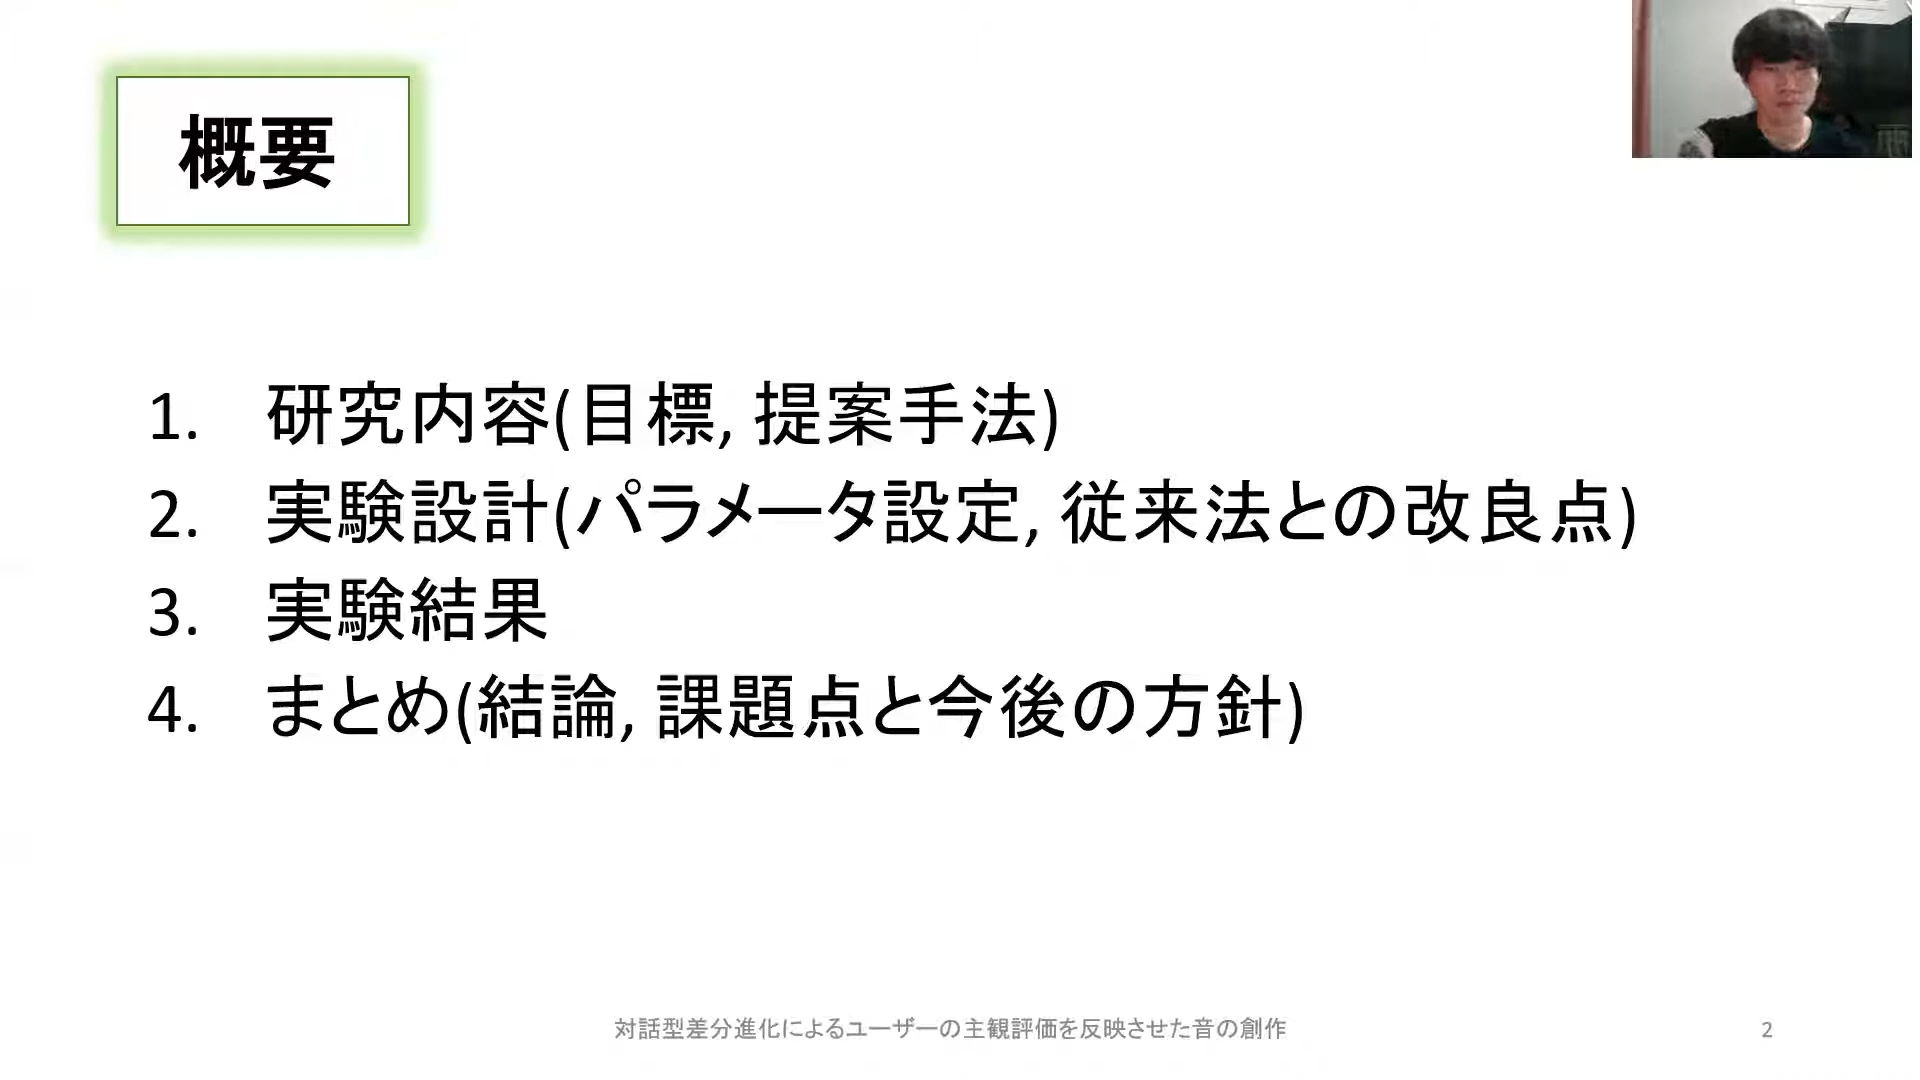 概要
1. 研究内容(目標, 提案手法)
2. 実験設計(パラメータ設定, 従来法との改良点)
3. 実験結果
4. まとめ(結論, 課題点と今後の方針)
対話型差分進化によるユーザーの主観評価を反映させた音の創作
2